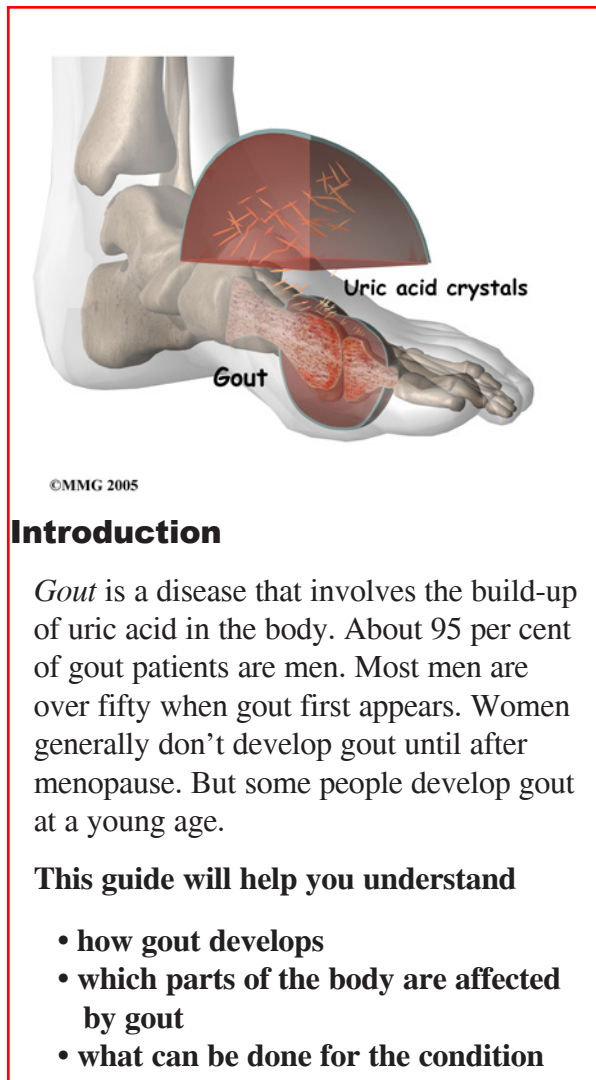 Uric acid crystals
Gout
©MMG 2005
Introduction
Gout is a disease that involves the build-up
of uric acid in the body. About 95 per cent
of gout patients are men. Most men are
over fifty when gout first appears. Women
generally don't develop gout until after
menopause. But some people develop gout
at a young age.
This guide will help you understand
• how gout develops
• which parts of the body are affected
by gout
• what can be done for the condition